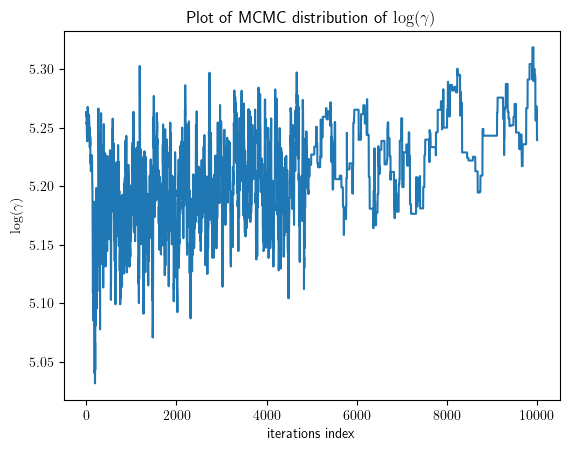 Plot of MCMC distribution of log(γ)
5.30
5.25
5.20
5.15
5.10
5.05
log(γ)
0 2000 4000 6000 8000 10000
iterations index